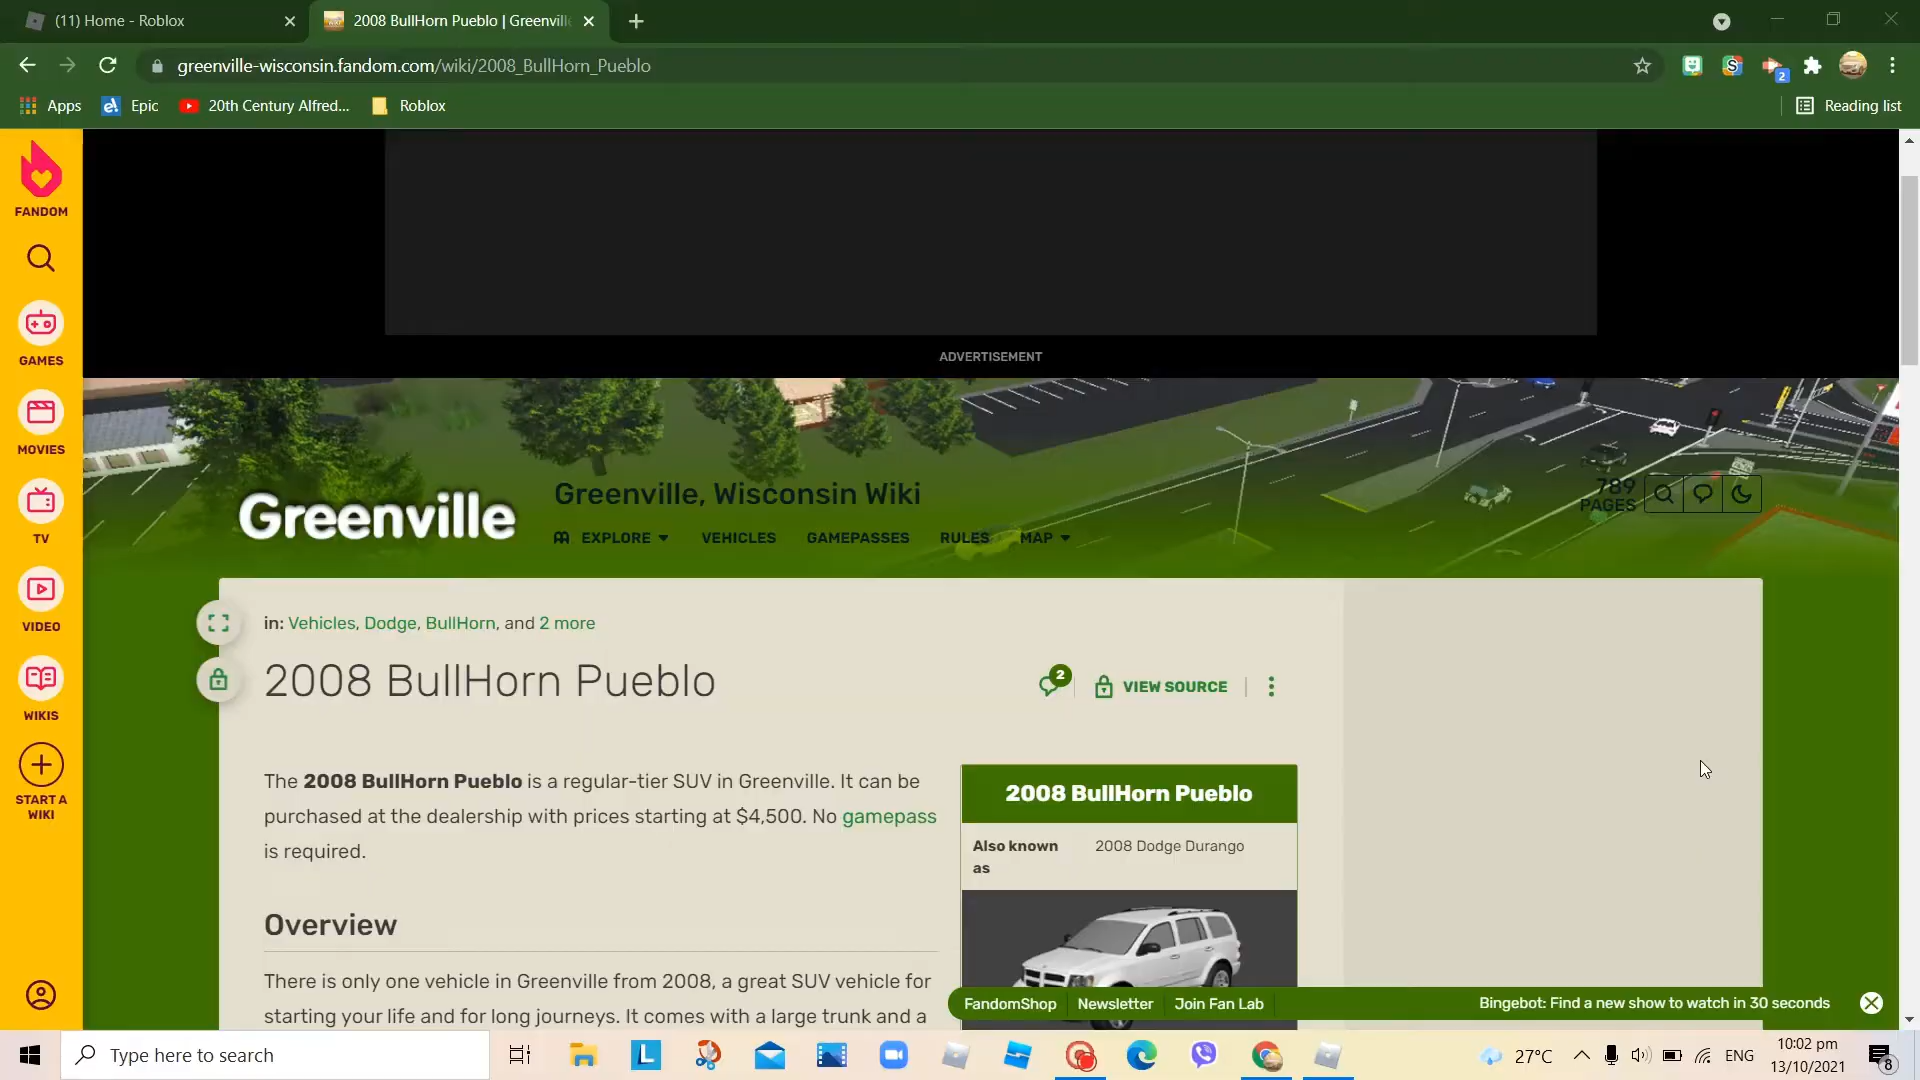 (11) Home - Roblox
2008 BullHorn Pueblo | Greenvill
greenville-wisconsin.fandom.com/wiki/2008_BullHorn_Pueblo
2
Apps
Epic
20th Century Alfred...
Roblox
Reading list
FANDOM
GAMES
MOVIES
TV
VIDEO
WIKIS
START A
WIKI
ADVERTISEMENT
Greenville
Greenville, Wisconsin Wiki
EXPLORE
VEHICLES
GAMEPASSES
RULES
MAP
789
PAGES
in: Vehicles, Dodge, BullHorn, and 2 more
2008 BullHorn Pueblo
2
VIEW SOURCE
The 2008 BullHorn Pueblo is a regular-tier SUV in Greenville. It can be
purchased at the dealership with prices starting at $4,500. No gamepass
is required.
Overview
There is only one vehicle in Greenville from 2008, a great SUV vehicle for
starting your life and for long journeys. It comes with a large trunk and a
2008 BullHorn Pueblo
Also known
as
2008 Dodge Durango
FandomShop
Newsletter
Join Fan Lab
Bingebot: Find a new show to watch in 30 seconds
Type here to search
27°C
ENG
10:02 pm
13/10/2021
8